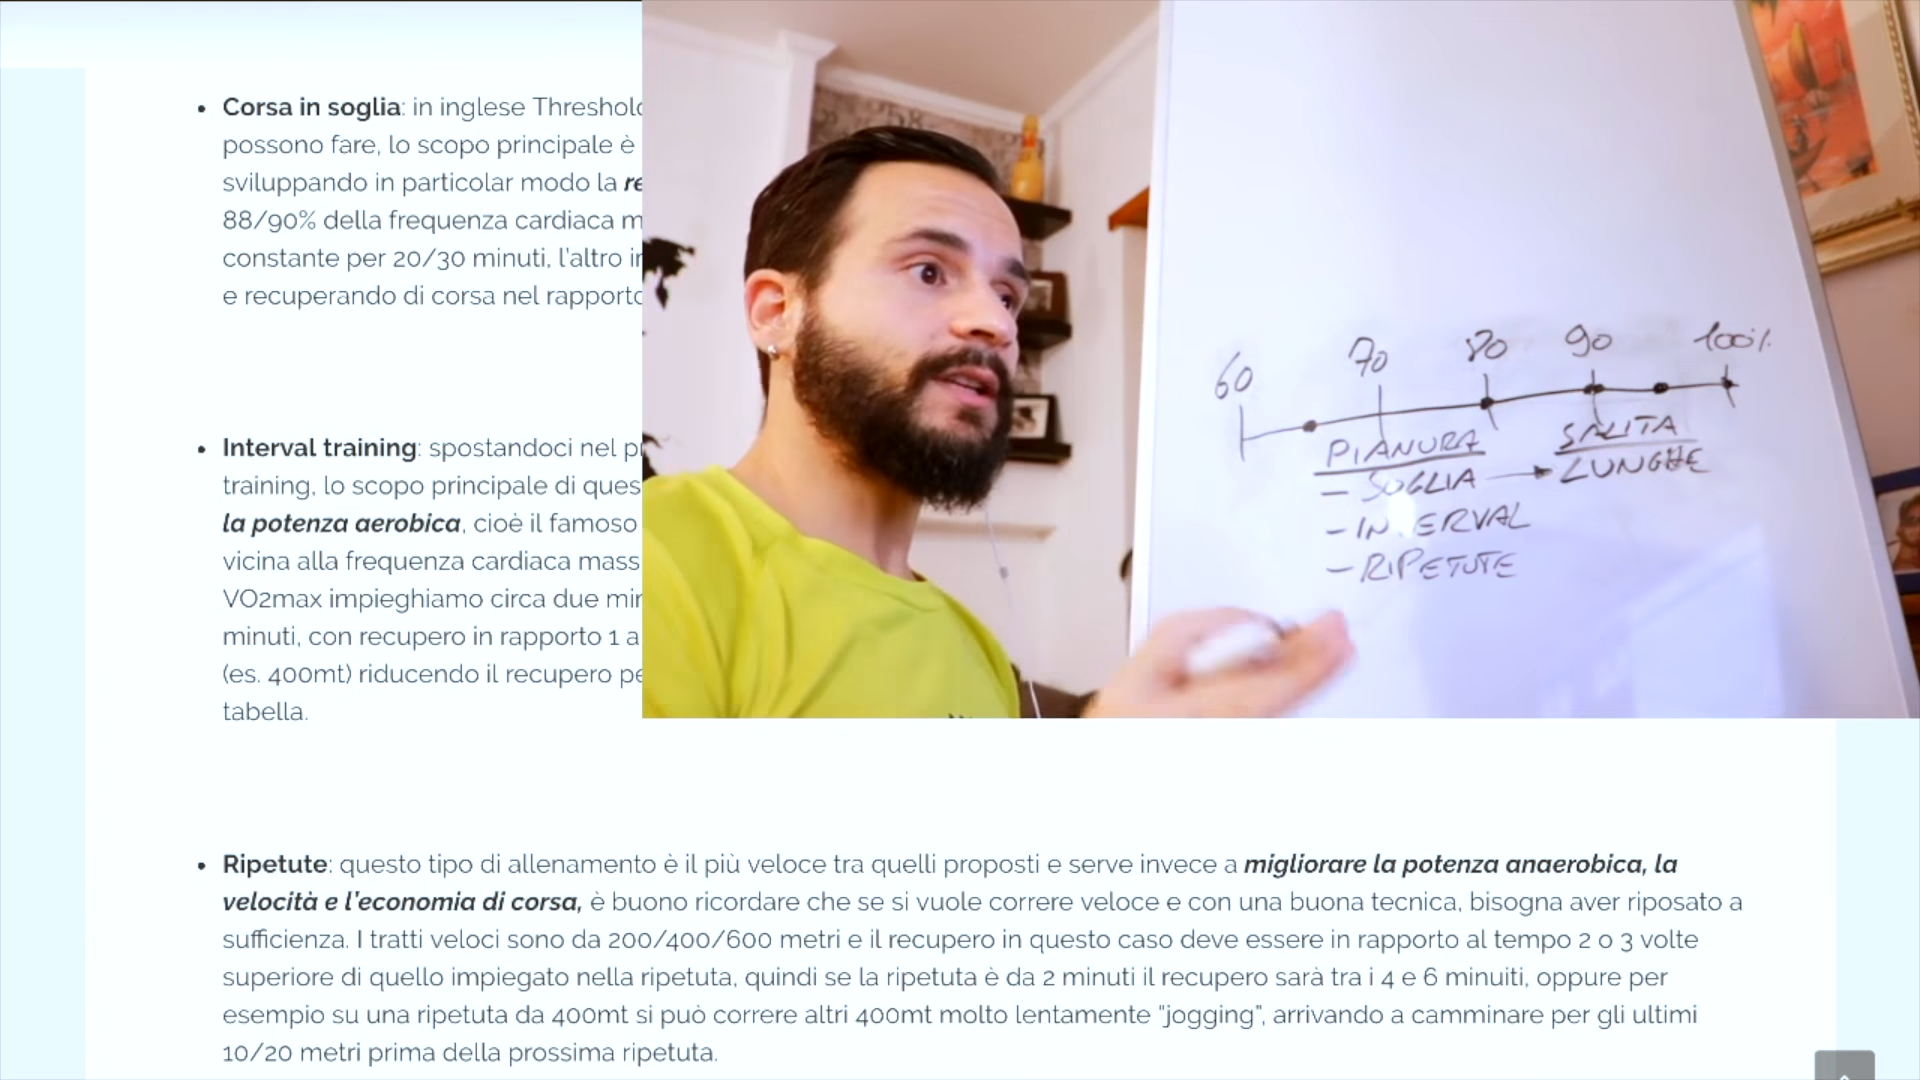 Corsa in soglia: in inglese Threshold
possono fare, lo scopo principale è
sviluppando in particolar modo la re
88/90% della frequenza cardiaca m
constante per 20/30 minuti, l'altro in
e recuperando di corsa nel rapporto
Interval training: spostandoci nel pr
training, lo scopo principale di ques
la potenza aerobica, cioè il famoso
vicina alla frequenza cardiaca mass
VO2max impieghiamo circa due min
minuti, con recupero in rapporto 1 a
(es. 400mt) riducendo il recupero pe
tabella.
60 70 80 90 100%
PIANURA SALITA
- SOGLIA → LUNGHE
- INTERVAL
- RIPETUTE
Ripetute: questo tipo di allenamento è il più veloce tra quelli proposti e serve invece a migliorare la potenza anaerobica, la
velocità e l'economia di corsa, è buono ricordare che se si vuole correre veloce e con una buona tecnica, bisogna aver riposato a
sufficienza. I tratti veloci sono da 200/400/600 metri e il recupero in questo caso deve essere in rapporto al tempo 2 o 3 volte
superiore di quello impiegato nella ripetuta, quindi se la ripetuta è da 2 minuti il recupero sarà tra i 4 e 6 minuiti, oppure per
esempio su una ripetuta da 400mt si può correre altri 400mt molto lentamente "jogging", arrivando a camminare per gli ultimi
10/20 metri prima della prossima ripetuta.